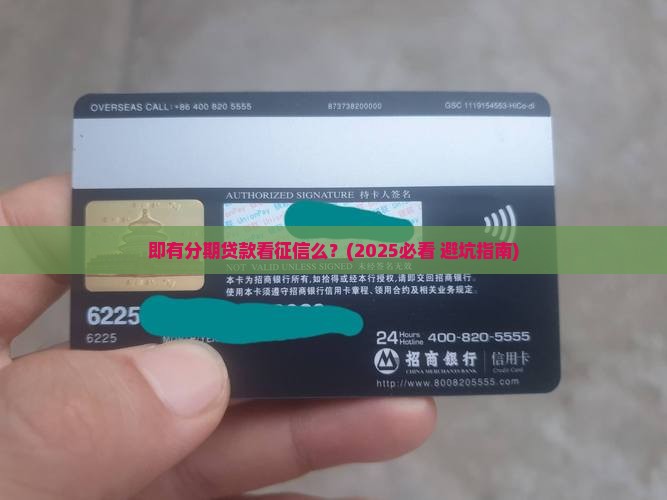 OVERSEAS CALL:+86 400 820 5555
873738200000
GSC 1119154553-HiCo-di
AUTHORIZED SIGNATURE 持卡人签名
UnionPay
即有分期贷款看征信么？(2025必看 避坑指南)
NOT VALID UNLESS SIGNED 未经签名无效
本卡为招商银行所有,如拾得或经本行授权,请即交回招商银行。
使用本卡须遵守招商银行信用卡章程、领用合约及相关业务规定。
6225
6225
24 Hours Hotline 400-820-5555
招商银行 信用卡
CHINA MERCHANTS BANK Credit Card
http://www.8008205555.com